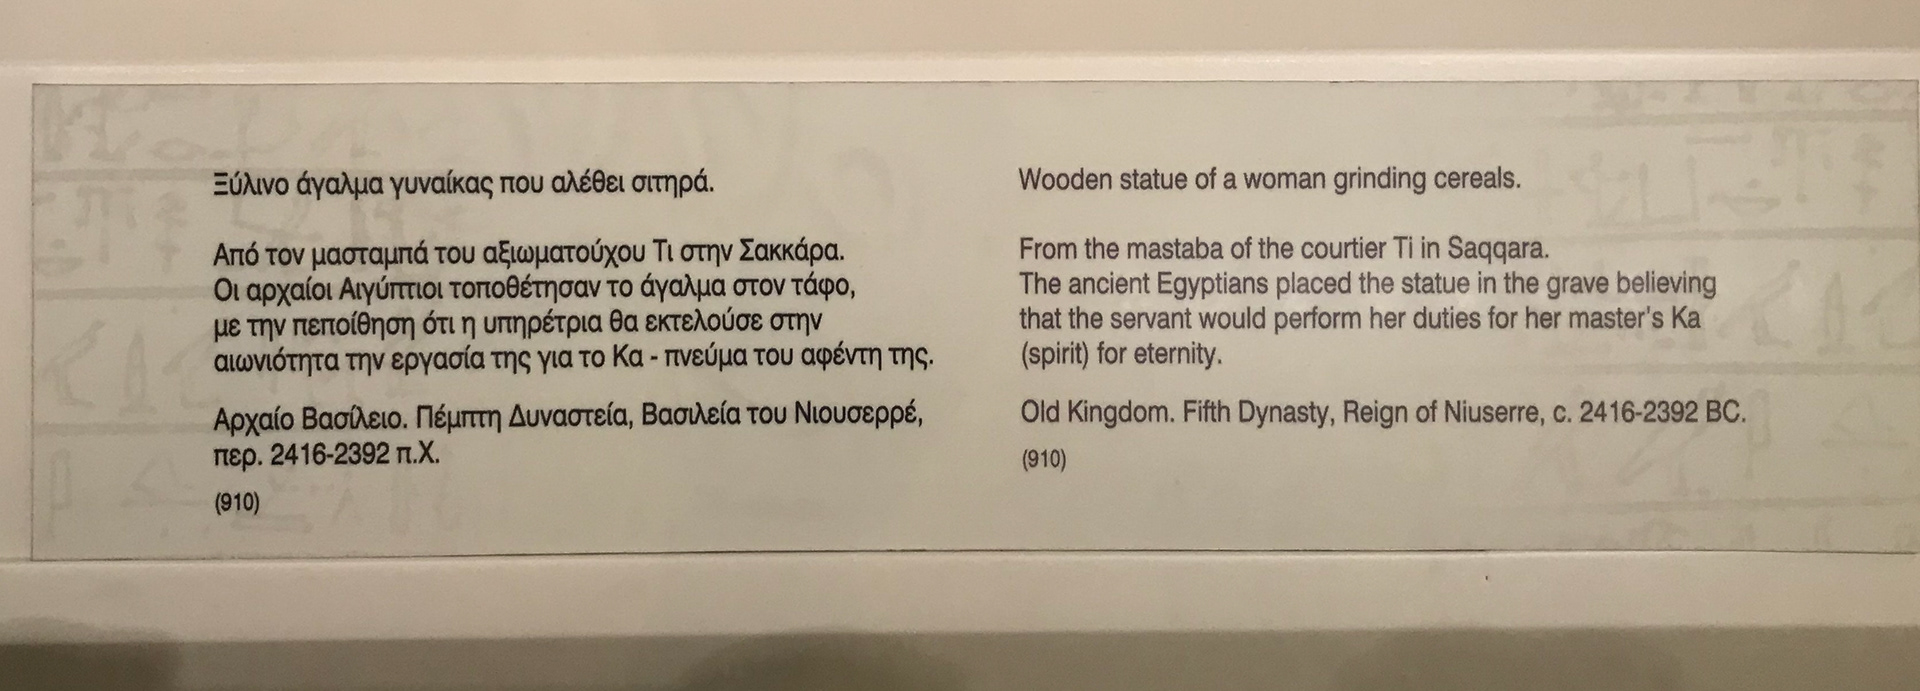 Ξύλινο άγαλμα γυναίκας που αλέθει σιτηρά.
Από τον μασταμπά του αξιωματούχου Τι στην Σακκάρα.
Οι αρχαίοι Αιγύπτιοι τοποθέτησαν το άγαλμα στον τάφο,
με την πεποίθηση ότι η υπηρέτρια θα εκτελούσε στην
αιωνιότητα την εργασία της για το Κα - πνεύμα του αφέντη της.
Αρχαίο Βασίλειο. Πέμπτη Δυναστεία, Βασιλεία του Νιουσερρέ,
περ. 2416-2392 π.Χ.
(910)
Wooden statue of a woman grinding cereals.
From the mastaba of the courtier Ti in Saqqara.
The ancient Egyptians placed the statue in the grave believing
that the servant would perform her duties for her master's Ka
(spirit) for eternity.
Old Kingdom. Fifth Dynasty, Reign of Niuserre, c. 2416-2392 BC.
(910)